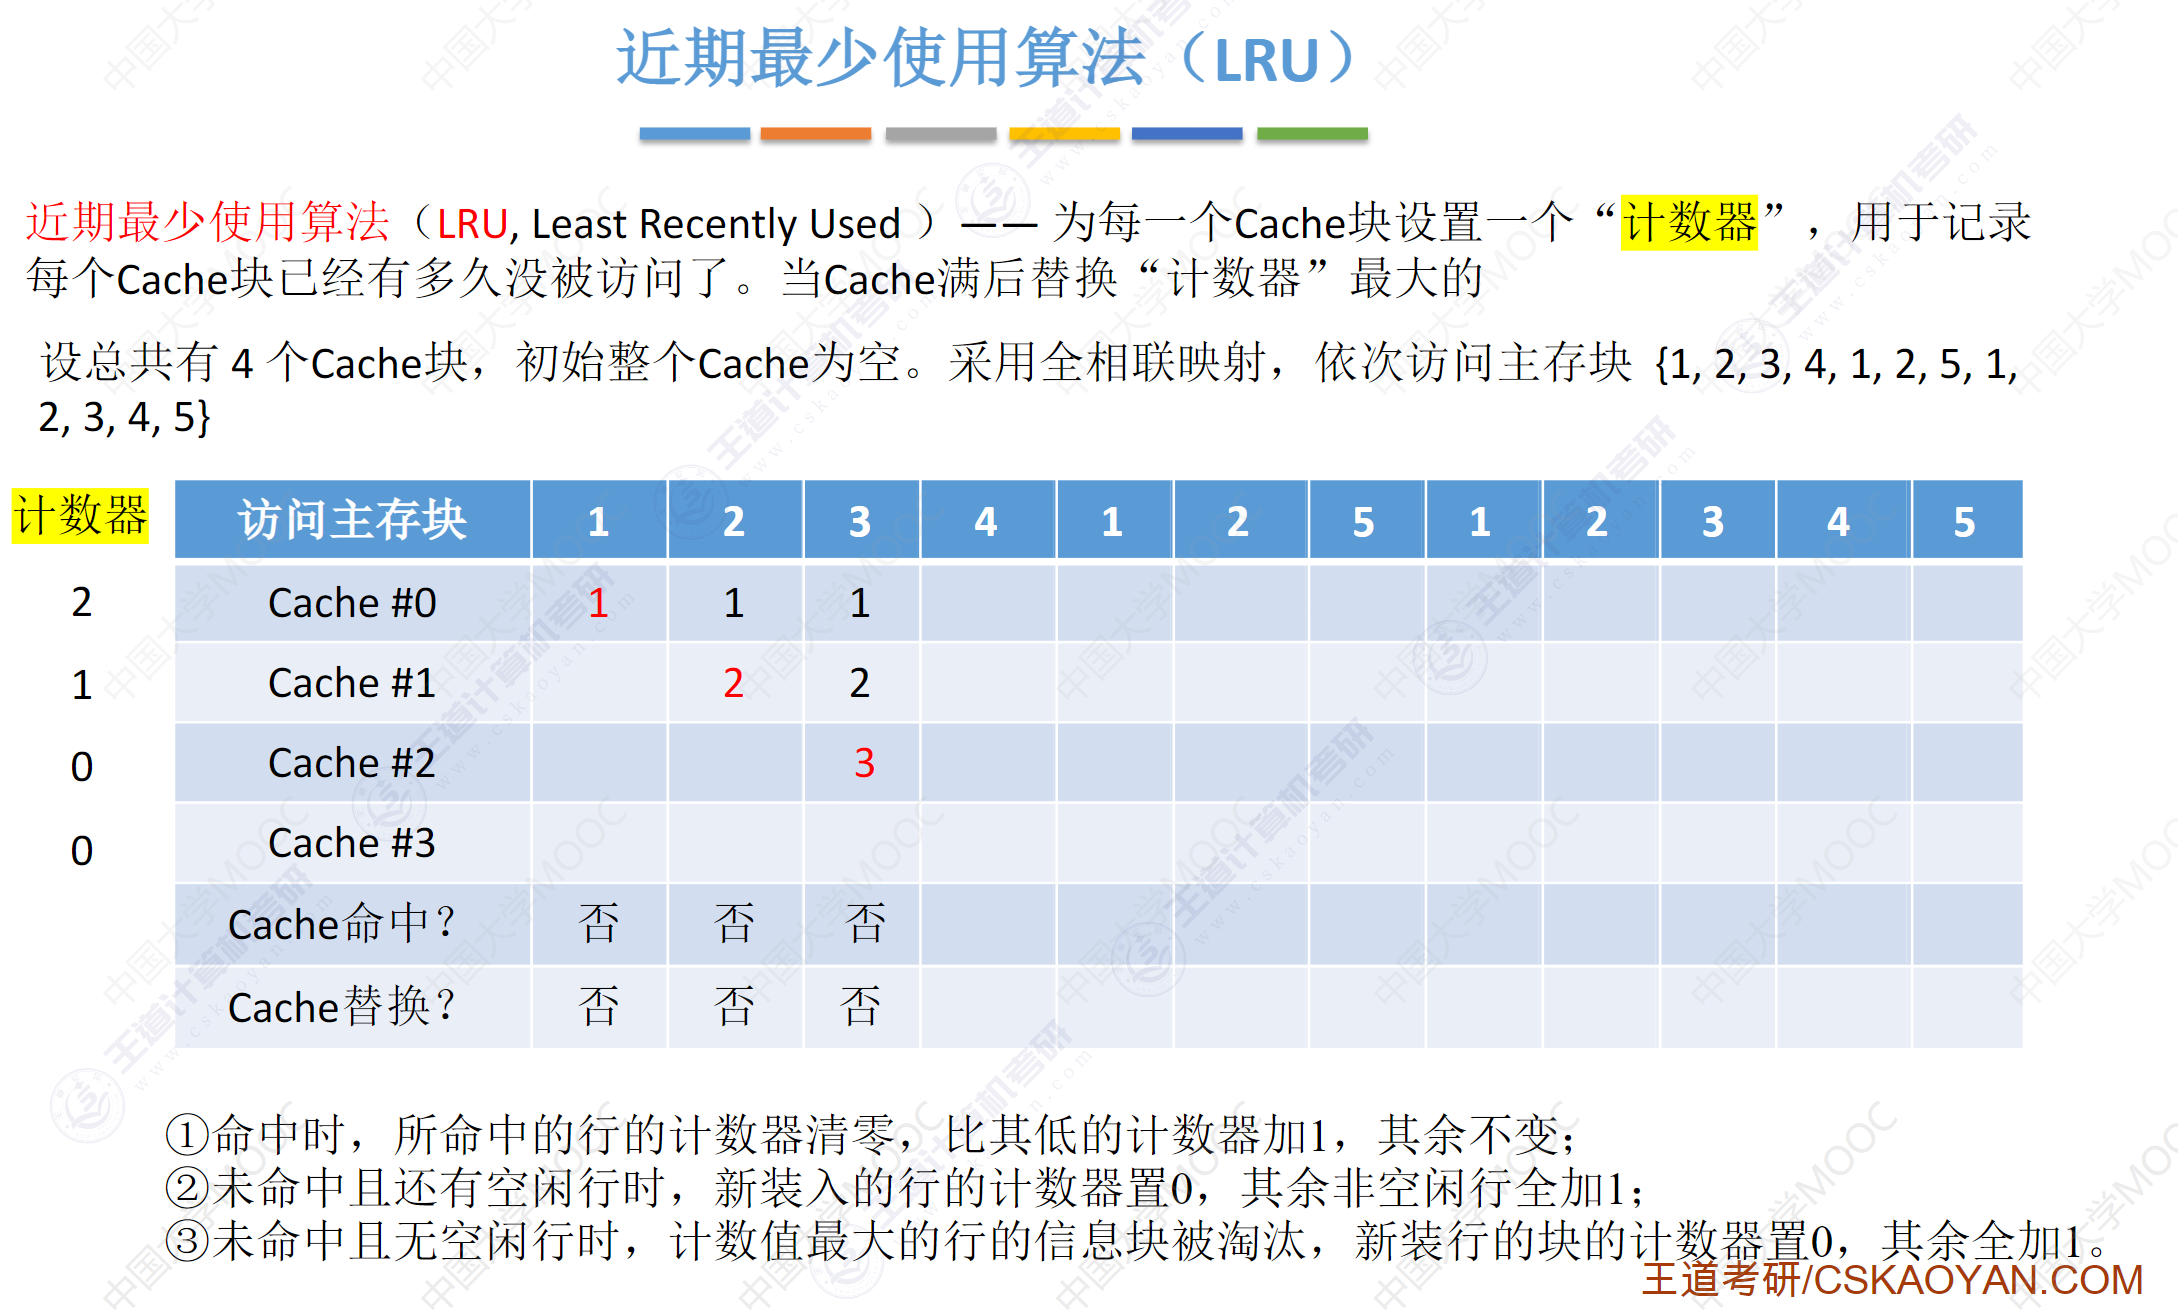 近期最少使用算法（LRU）
近期最少使用算法（LRU, Least Recently Used ）—— 为每一个Cache块设置一个“计数器”，用于记录
每个Cache块已经有多久没被访问了。当Cache满后替换“计数器”最大的
设总共有 4 个Cache块，初始整个Cache为空。采用全相联映射，依次访问主存块 {1, 2, 3, 4, 1, 2, 5, 1,
2, 3, 4, 5}
计数器 访问主存块 1 2 3 4 1 2 5 1 2 3 4 5
2 Cache #0 1 1 1
1 Cache #1 2 2
0 Cache #2 3
0 Cache #3
Cache命中？ 否 否 否
Cache替换？ 否 否 否
①命中时，所命中的行的计数器清零，比其低的计数器加1，其余不变；
②未命中且还有空闲行时，新装入的行的计数器置0，其余非空闲行全加1；
③未命中且无空闲行时，计数值最大的行的信息块被淘汰，新装行的块的计数器置0，其余全加1。
王道考研/CSKAOYAN.COM